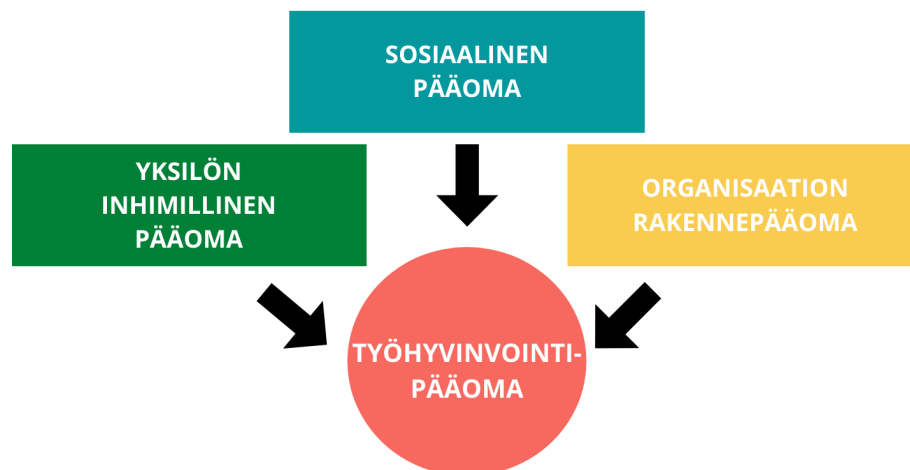 SOSIAALINEN
PÄÄOMA
YKSILÖN
INHIMILLINEN
PÄÄOMA
ORGANISAATION
RAKENNEPÄÄOMA
TYÖHYVINVOINTI-
PÄÄOMA